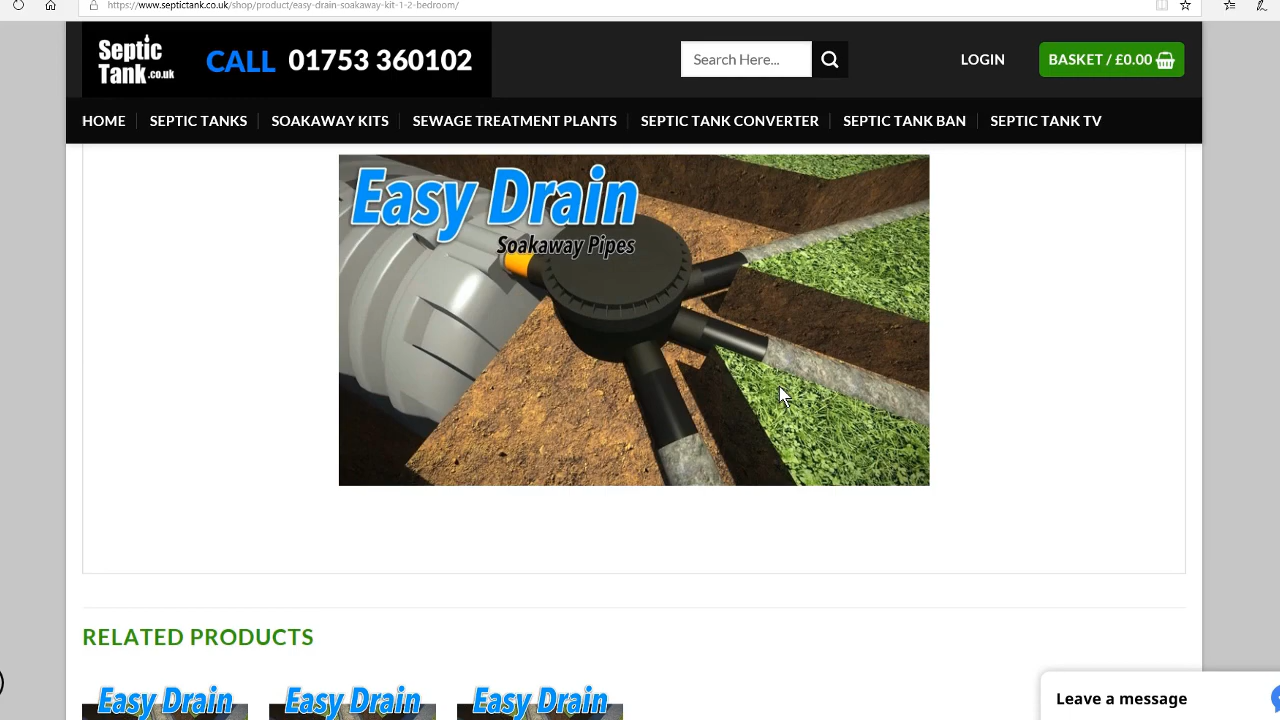 https://www.septictank.co.uk/shop/product/easy-drain-soakaway-kit-1-2-bedroom/
Septic
Tank.co.uk
CALL 01753 360102
Search Here...
LOGIN
BASKET / £0.00
HOME
SEPTIC TANKS
SOAKAWAY KITS
SEWAGE TREATMENT PLANTS
SEPTIC TANK CONVERTER
SEPTIC TANK BAN
SEPTIC TANK TV
Easy Drain
Soakaway Pipes
RELATED PRODUCTS
Easy Drain
Easy Drain
Easy Drain
Leave a message